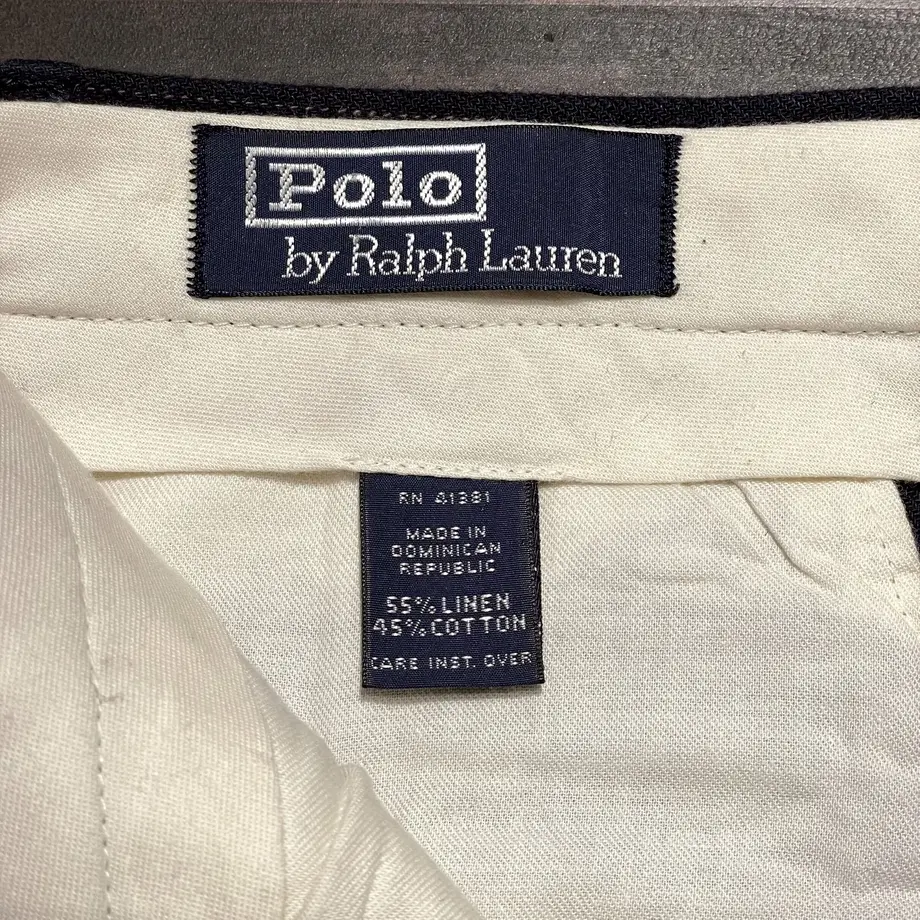 Polo
by Ralph Lauren
RN 41381
MADE IN
DOMINICAN
REPUBLIC
55% LINEN
45% COTTON
CARE INST. OVER